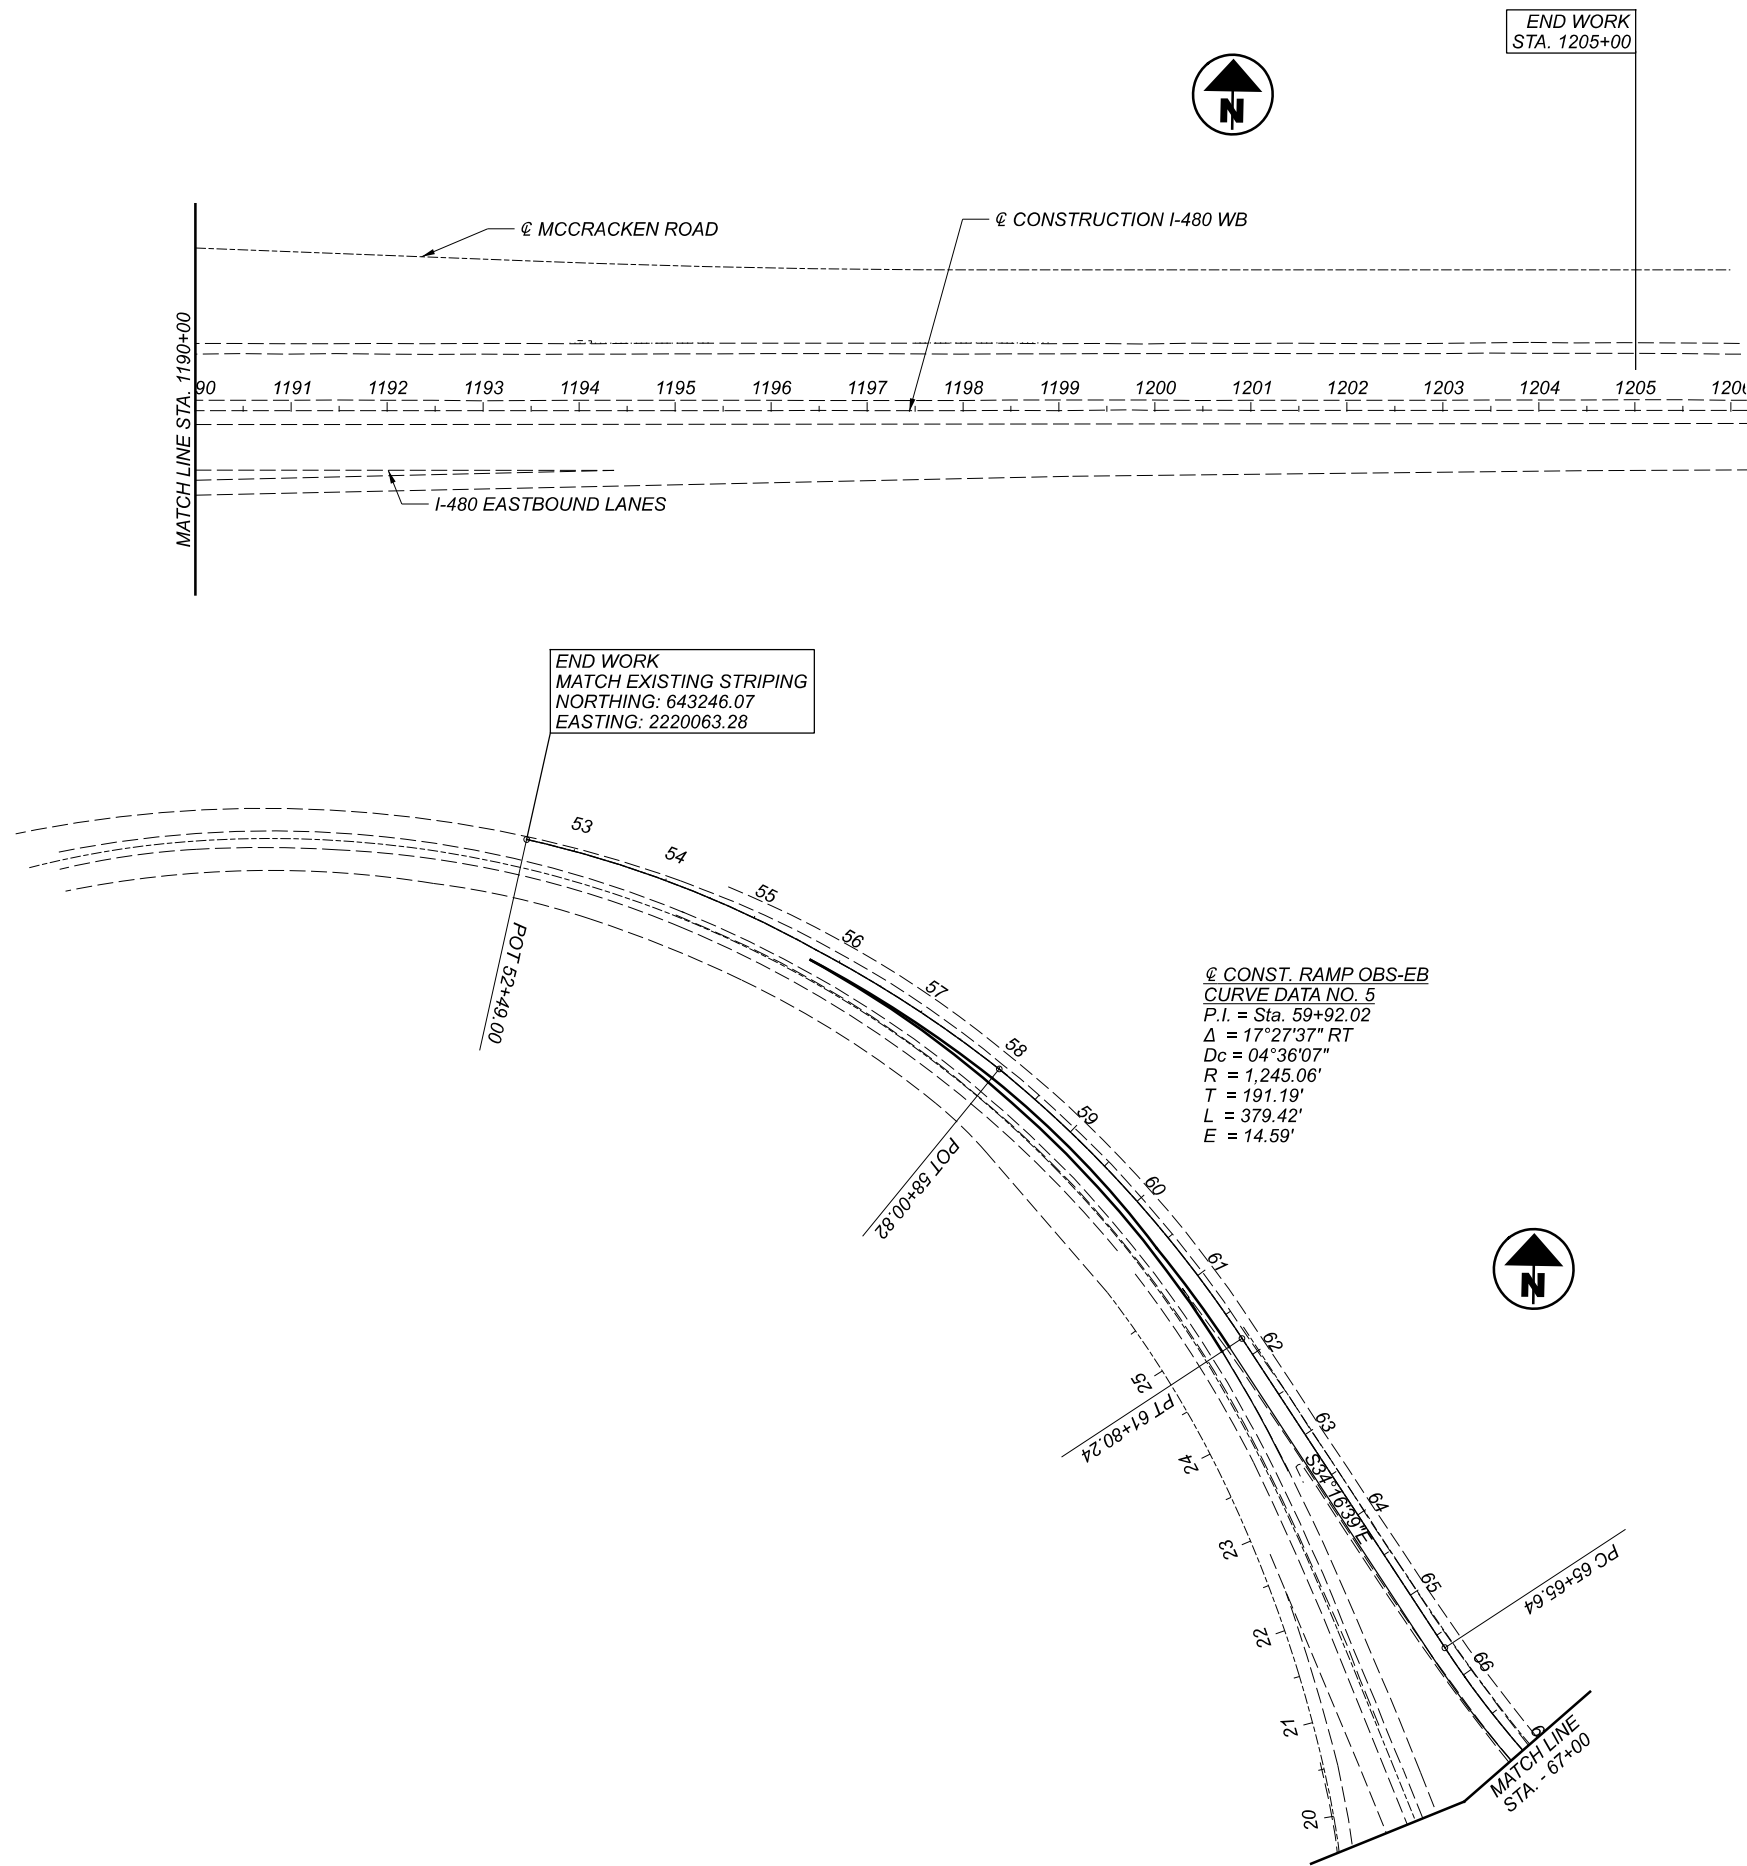 END WORK
STA. 1205+00
N
℄ MCCRACKEN ROAD
℄ CONSTRUCTION I-480 WB
MATCH LINE STA. 1190+00
90 1191 1192 1193 1194 1195 1196 1197 1198 1199 1200 1201 1202 1203 1204 1205 1206
I-480 EASTBOUND LANES
END WORK
MATCH EXISTING STRIPING
NORTHING: 643246.07
EASTING: 2220063.28
53
54
55
56
57
58
59
60
61
62
63
64
65
66
6
POT 52+49.00
POT 58+00.82
℄ CONST. RAMP OBS-EB
CURVE DATA NO. 5
P.I. = Sta. 59+92.02
Δ = 17°27'37" RT
Dc = 04°36'07"
R = 1,245.06'
T = 191.19'
L = 379.42'
E = 14.59'
N
PT 61+80.24
S34°16'39"E
PC 65+65.64
25
24
23
22
21
20
MATCH LINE
STA. - 67+00